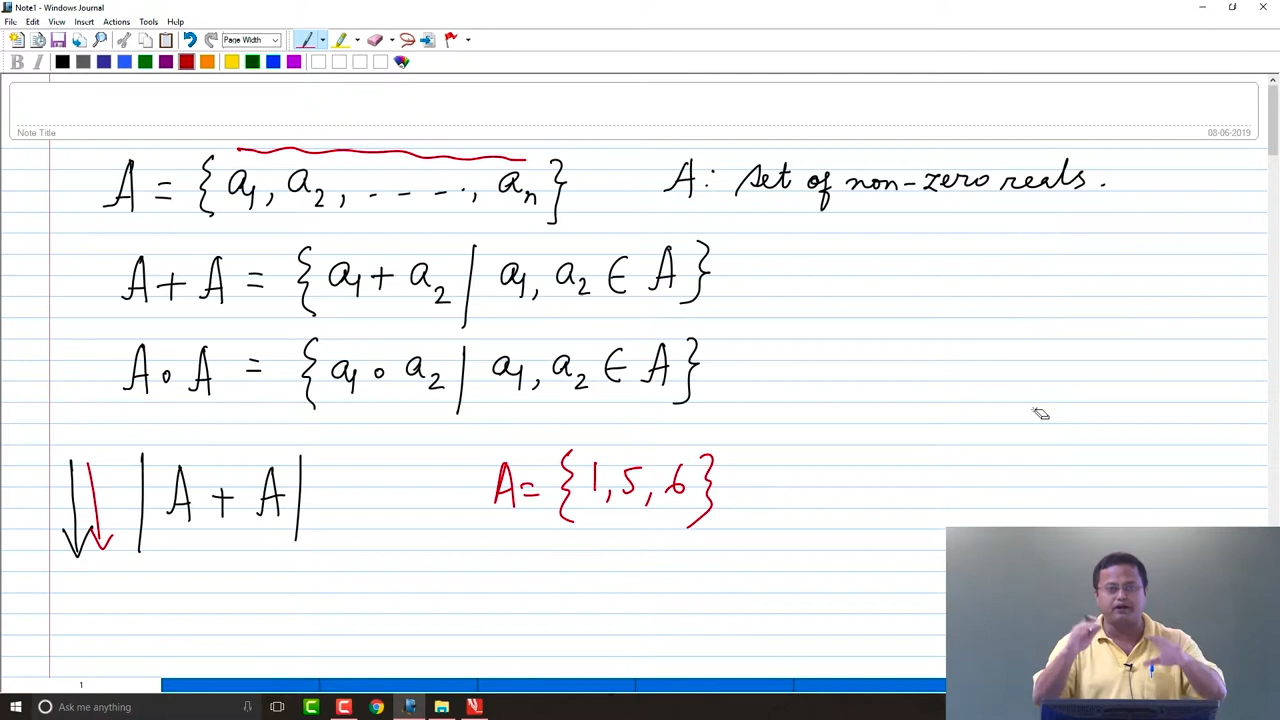 Note1 - Windows Journal
File Edit View Insert Actions Tools Help
Page Width
B I
Note Title
08-06-2019
A = {a₁, a₂, - - - -, aₙ} A: set of non-zero reals.
A+A = {a₁ + a₂ | a₁, a₂ ∈ A}
A∘A = {a₁ ∘ a₂ | a₁, a₂ ∈ A}
|A + A| A = {1, 5, 6}
1
Ask me anything